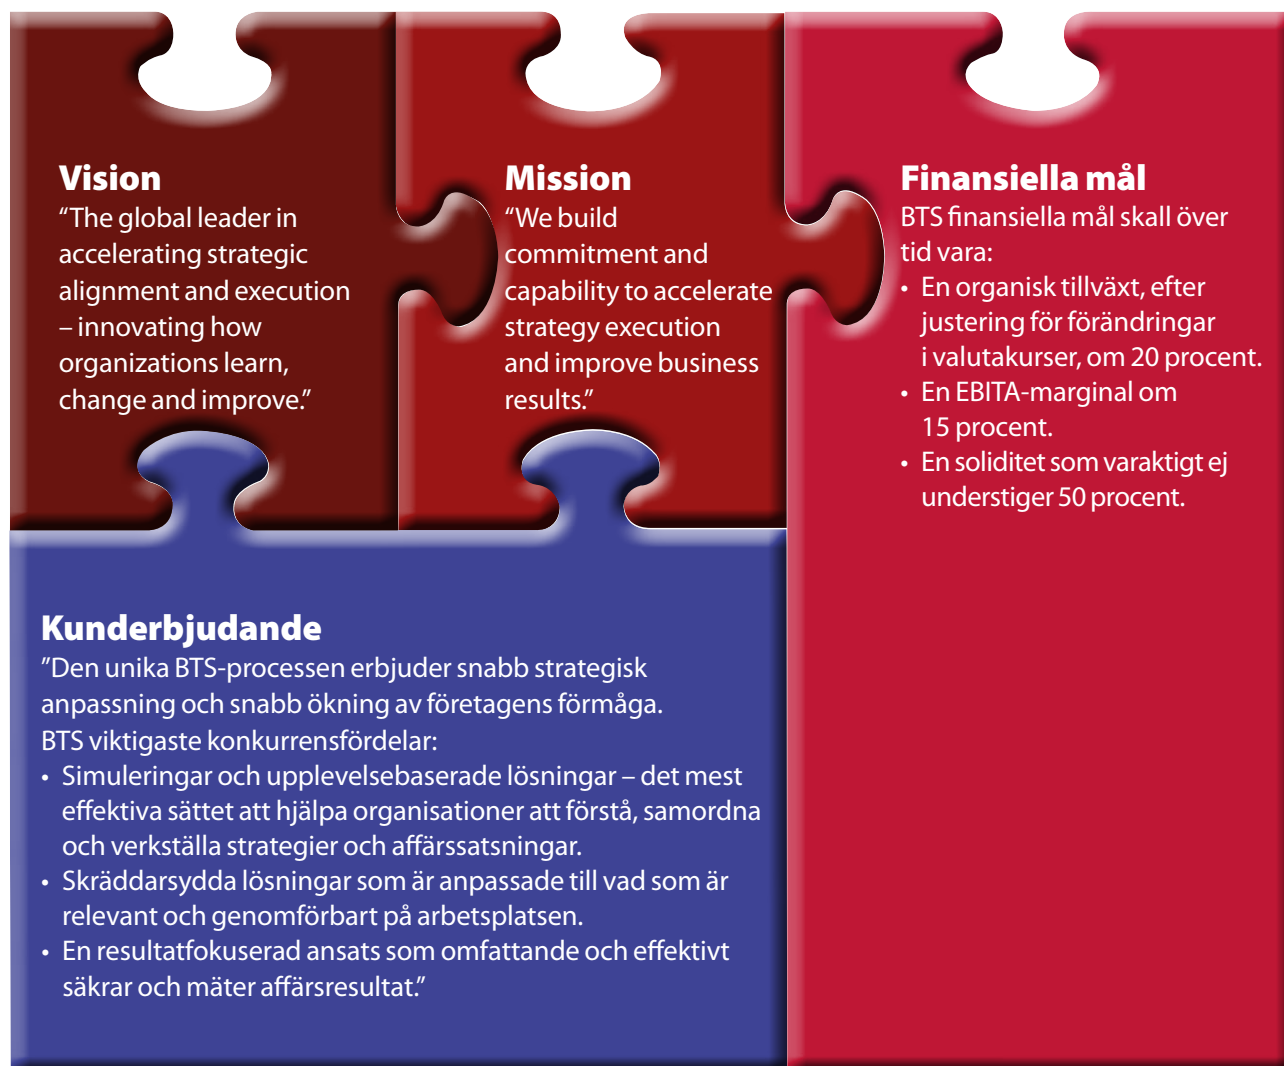 Vision
“The global leader in
accelerating strategic
alignment and execution
– innovating how
organizations learn,
change and improve.”
Mission
“We build
commitment and
capability to accelerate
strategy execution
and improve business
results.”
Finansiella mål
BTS finansiella mål skall över
tid vara:
• En organisk tillväxt, efter
justering för förändringar
i valutakurser, om 20 procent.
• En EBITA-marginal om
15 procent.
• En soliditet som varaktigt ej
understiger 50 procent.
Kunderbjudande
”Den unika BTS-processen erbjuder snabb strategisk
anpassning och snabb ökning av företagens förmåga.
BTS viktigaste konkurrensfördelar:
• Simuleringar och upplevelsebaserade lösningar – det mest
effektiva sättet att hjälpa organisationer att förstå, samordna
och verkställa strategier och affärssatsningar.
• Skräddarsydda lösningar som är anpassade till vad som är
relevant och genomförbart på arbetsplatsen.
• En resultatfokuserad ansats som omfattande och effektivt
säkrar och mäter affärsresultat.”